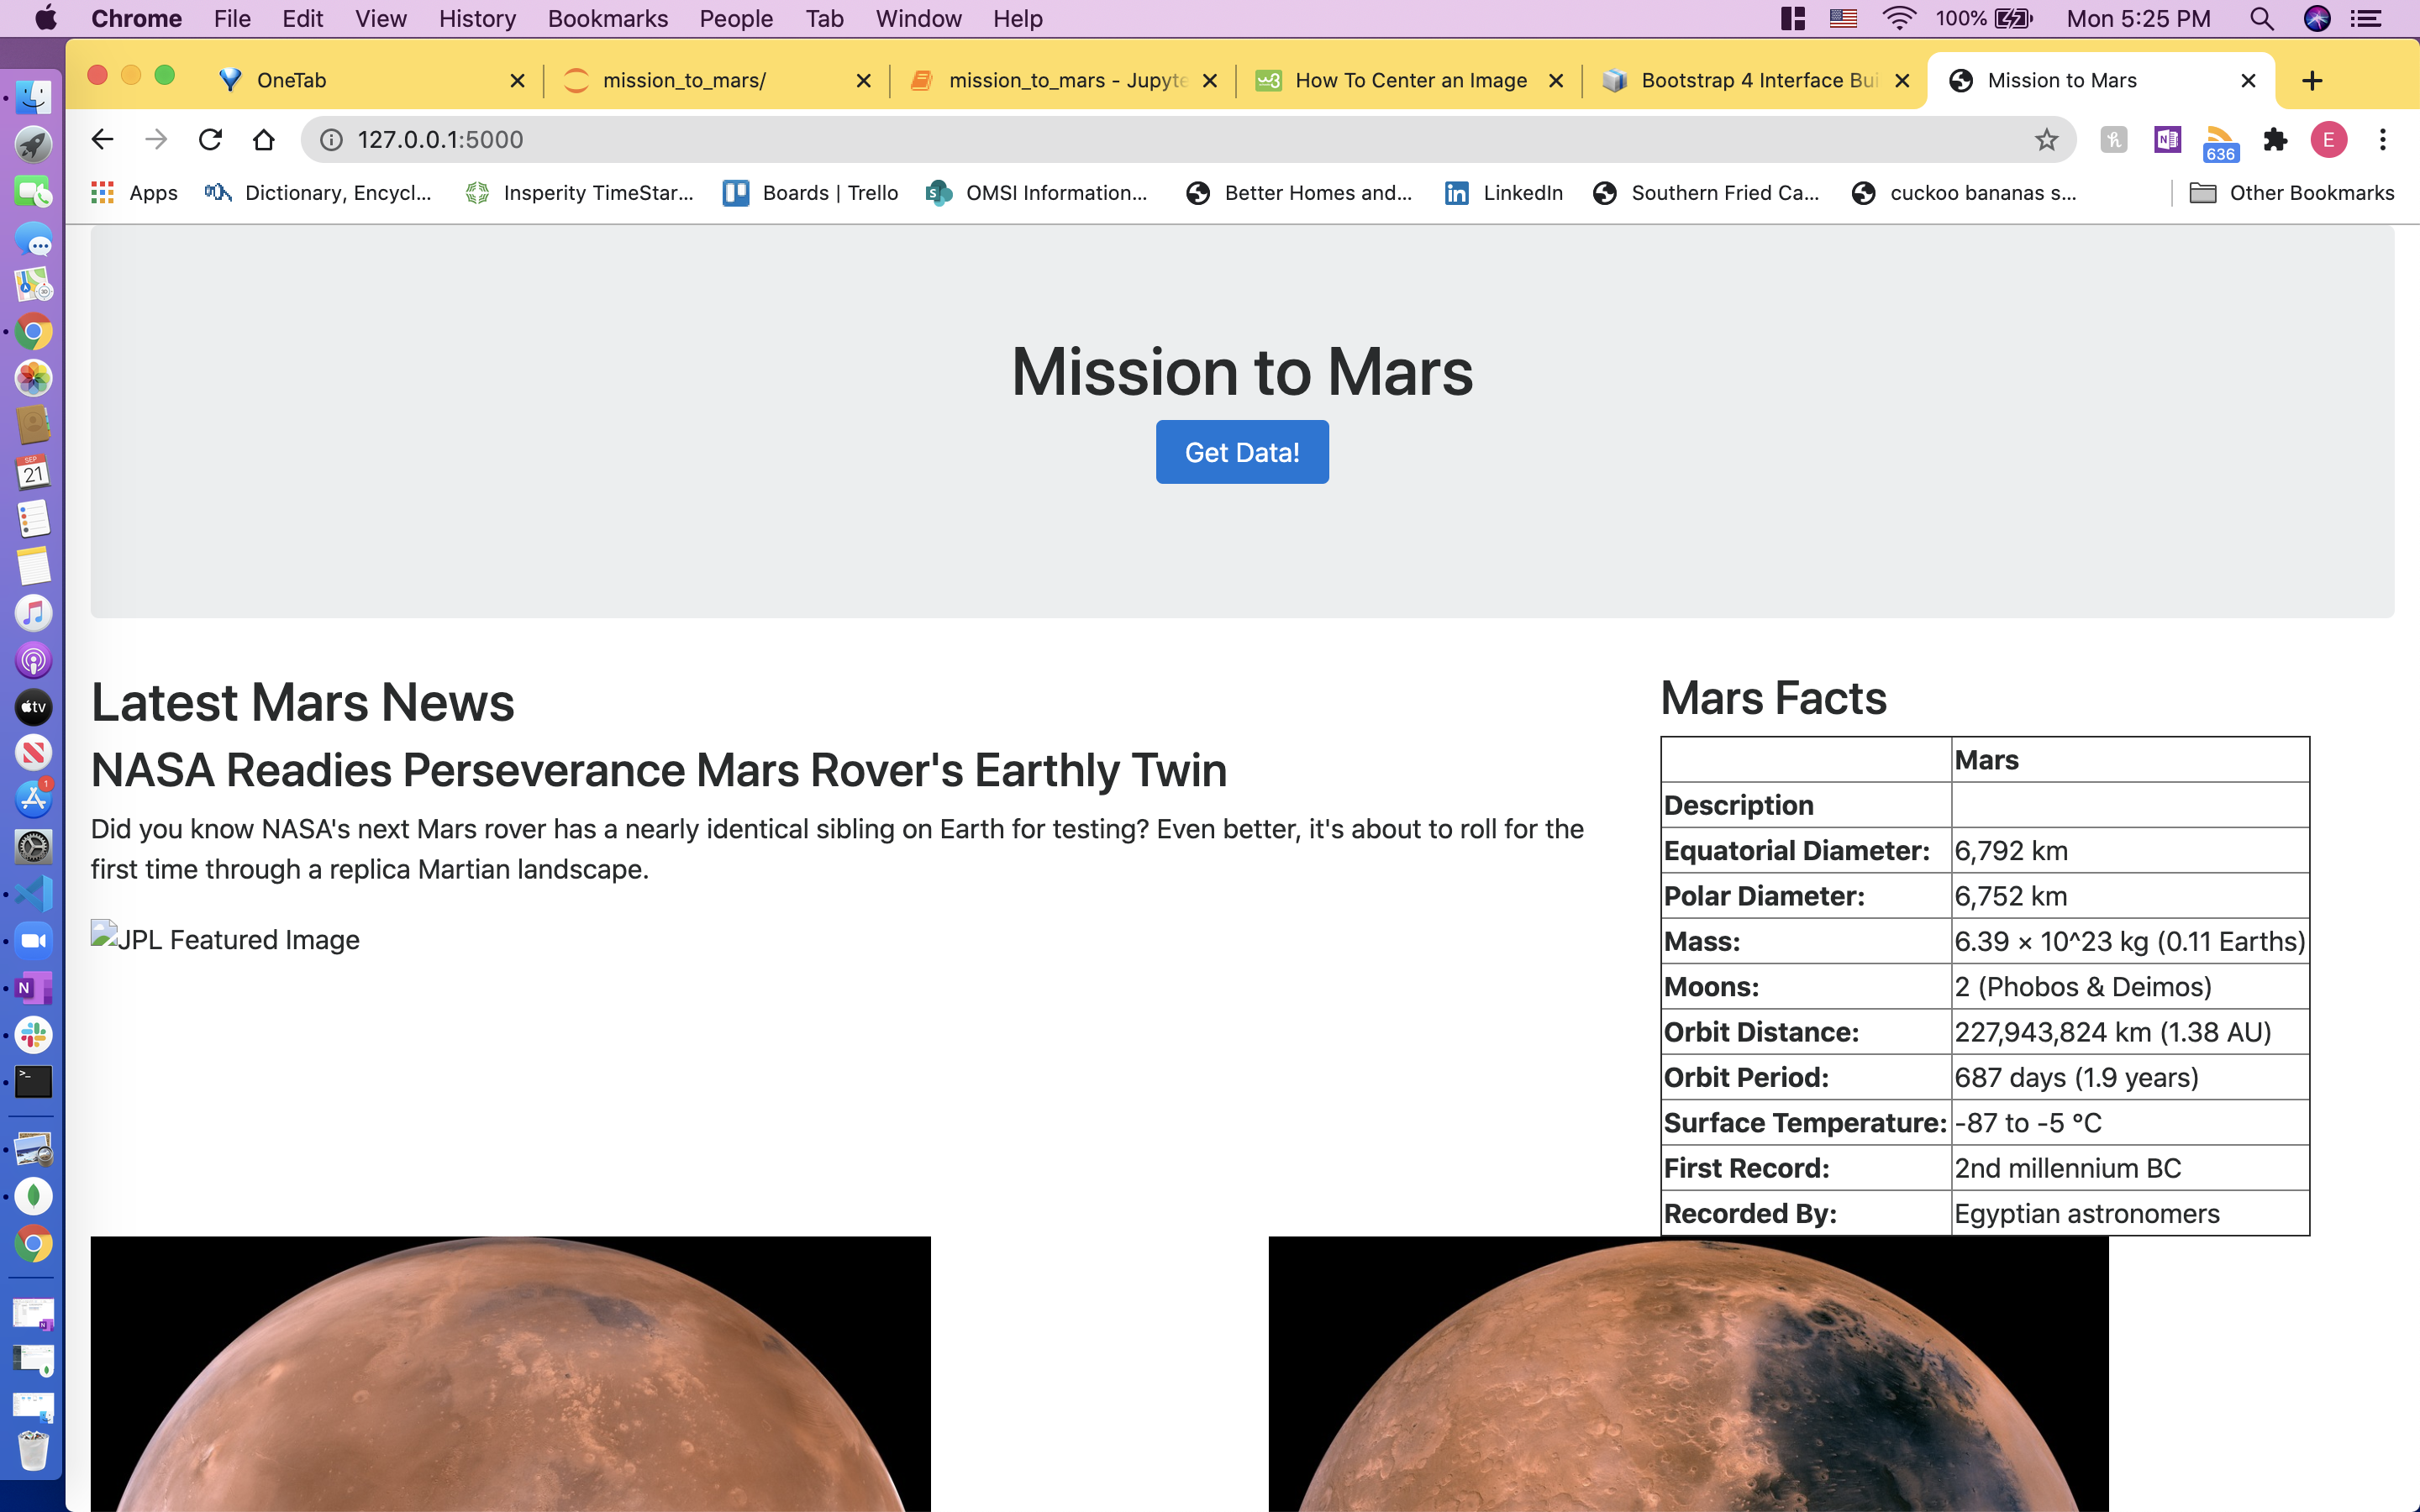 Chrome File Edit View History Bookmarks People Tab Window Help 100% Mon 5:25 PM
OneTab mission_to_mars/ mission_to_mars - Jupyte How To Center an Image Bootstrap 4 Interface Bui Mission to Mars
127.0.0.1:5000 636 E
Apps Dictionary, Encycl... Insperity TimeStar... Boards | Trello OMSI Information... Better Homes and... LinkedIn Southern Fried Ca... cuckoo bananas s... Other Bookmarks
SEP
21
tv
1
N
Mission to Mars
Get Data!
Latest Mars News
NASA Readies Perseverance Mars Rover's Earthly Twin
Did you know NASA's next Mars rover has a nearly identical sibling on Earth for testing? Even better, it's about to roll for the
first time through a replica Martian landscape.
JPL Featured Image
Mars Facts
Mars
Description
Equatorial Diameter: 6,792 km
Polar Diameter: 6,752 km
Mass: 6.39 × 10^23 kg (0.11 Earths)
Moons: 2 (Phobos & Deimos)
Orbit Distance: 227,943,824 km (1.38 AU)
Orbit Period: 687 days (1.9 years)
Surface Temperature: -87 to -5 °C
First Record: 2nd millennium BC
Recorded By: Egyptian astronomers